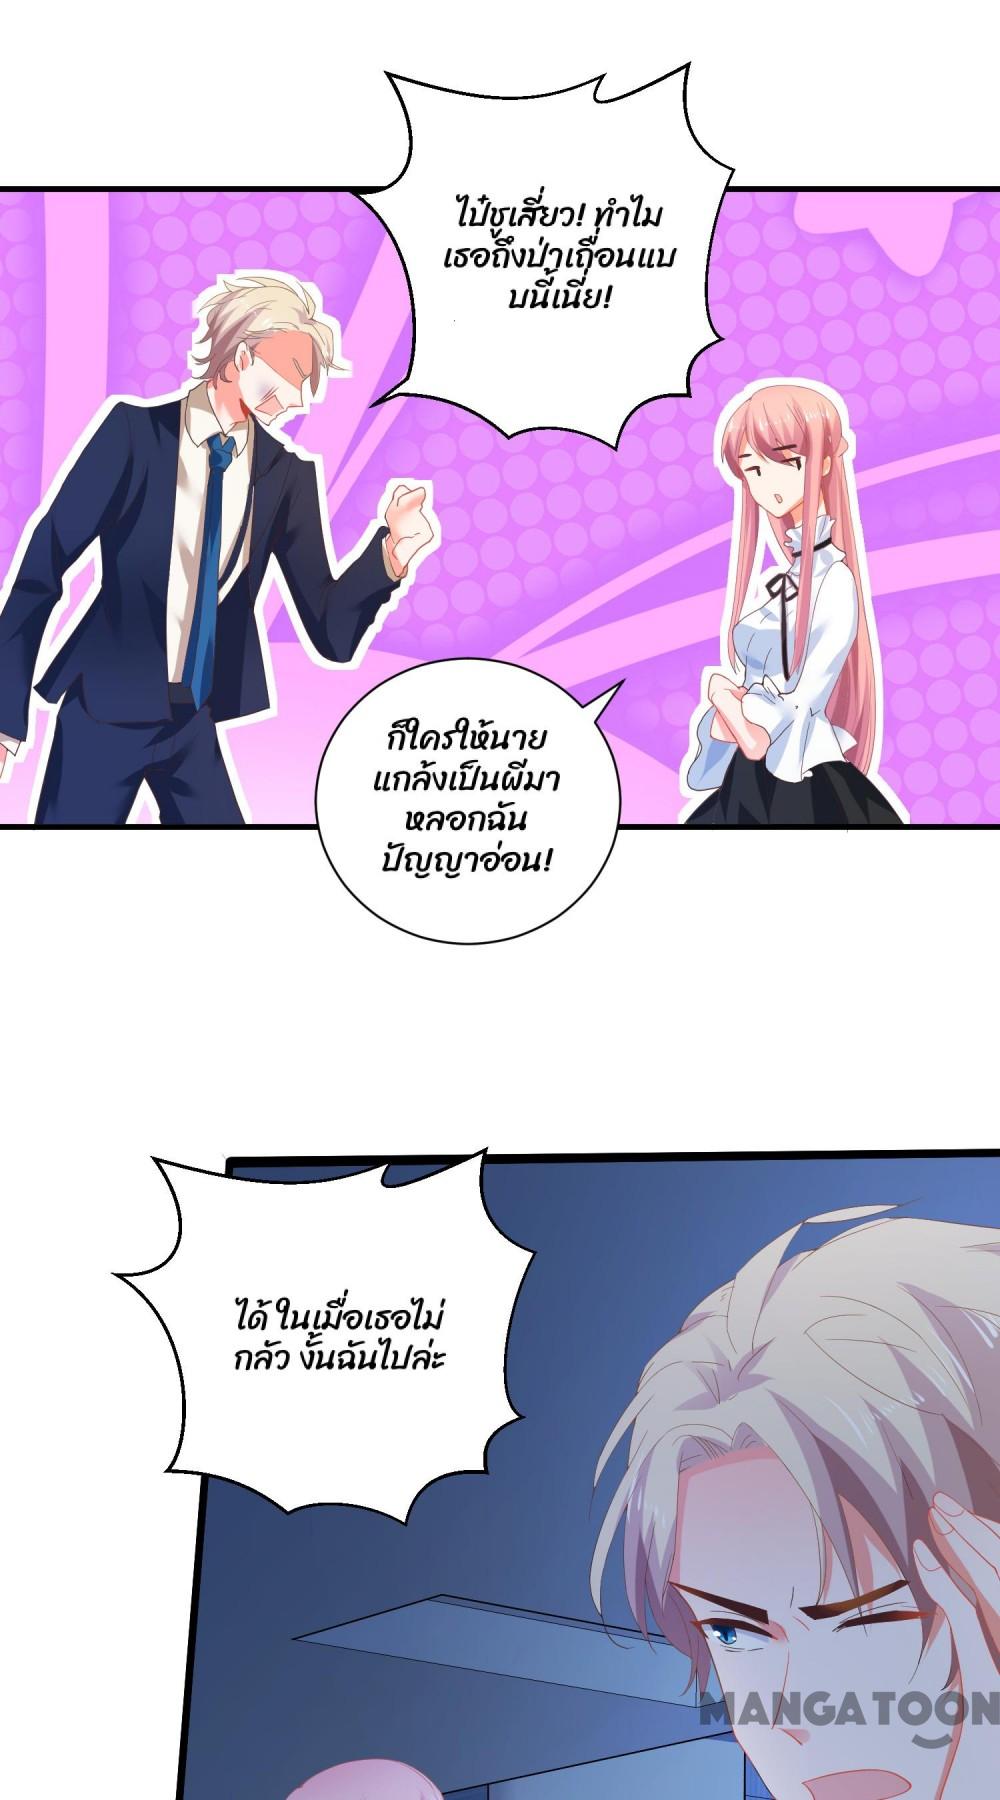 ไป๋ชูเสี่ยว! ทำไม
เธอถึงป่าเถื่อนแบ
บนี้เนี่ย!
ก็ใครให้นาย
แกล้งเป็นผีมา
หลอกฉัน
ปัญญาอ่อน!
ได้ ในเมื่อเธอไม่
กลัว งั้นฉันไปล่ะ
MANGATOON